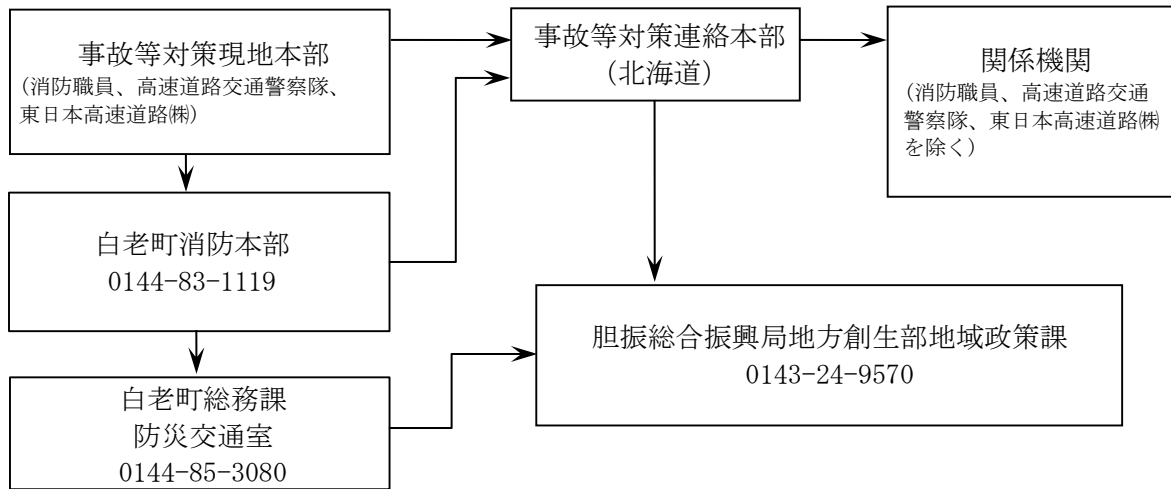 事故等対策現地本部
(消防職員、高速道路交通警察隊、
東日本高速道路㈱)
事故等対策連絡本部
(北海道)
関係機関
(消防職員、高速道路交通
警察隊、東日本高速道路㈱
を除く)
白老町消防本部
0144-83-1119
胆振総合振興局地方創生部地域政策課
0143-24-9570
白老町総務課
防災交通室
0144-85-3080